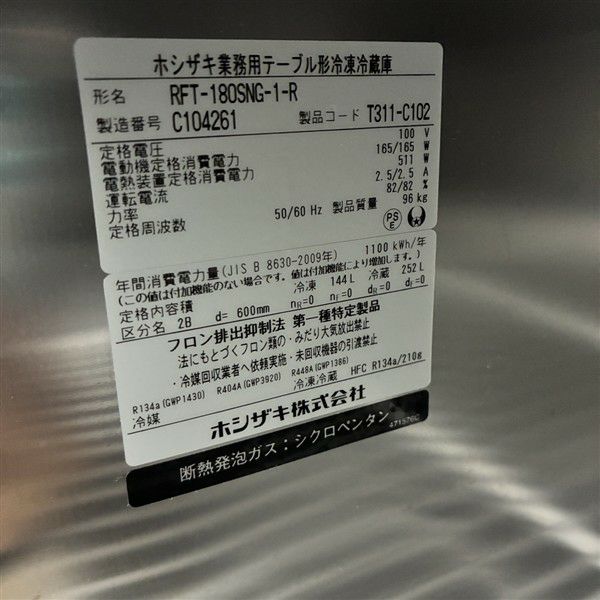 ホシザキ業務用テーブル形冷凍冷蔵庫
形名 RFT-180SNG-1-R
製造番号 C104261 製品コード T311-C102
定格電圧 100 V
電動機定格消費電力 165/165 W
電熱装置定格消費電力 511 W
運転電流 2.5/2.5 A
力率 82/82 %
定格周波数 50/60 Hz 製品質量 96 kg
PS E
年間消費電力量(JIS B 8630-2009年) 1100 kWh/年
(この値は付加機能のない場合です。値は付加機能により増加します。)
定格内容積 冷凍 144L 冷蔵 252L
区分名 2B d= 600mm nR=0 nF=0 dR=0 dF=0
フロン排出抑制法 第一種特定製品
法にもとづくフロン類の・みだり大気放出禁止
・冷媒回収業者へ依頼実施・未回収機器の引渡禁止
R134a(GWP1430) R404A(GWP3920) R448A(GWP1386)
冷媒 冷凍冷蔵 HFC R134a/210g
ホシザキ株式会社
断熱発泡ガス:シクロペンタン
471576C